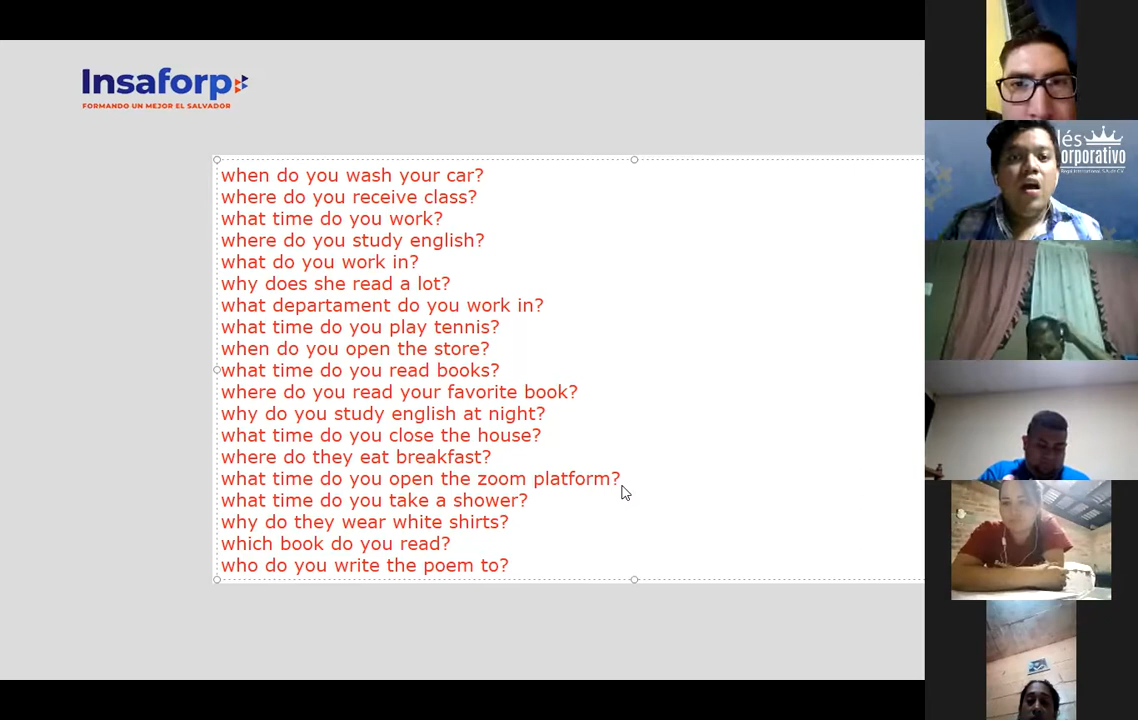 Insaforp
FORMANDO UN MEJOR EL SALVADOR
when do you wash your car?
where do you receive class?
what time do you work?
where do you study english?
what do you work in?
why does she read a lot?
what departament do you work in?
what time do you play tennis?
when do you open the store?
what time do you read books?
where do you read your favorite book?
why do you study english at night?
what time do you close the house?
where do they eat breakfast?
what time do you open the zoom platform?
what time do you take a shower?
why do they wear white shirts?
which book do you read?
who do you write the poem to?
lés
orporativo